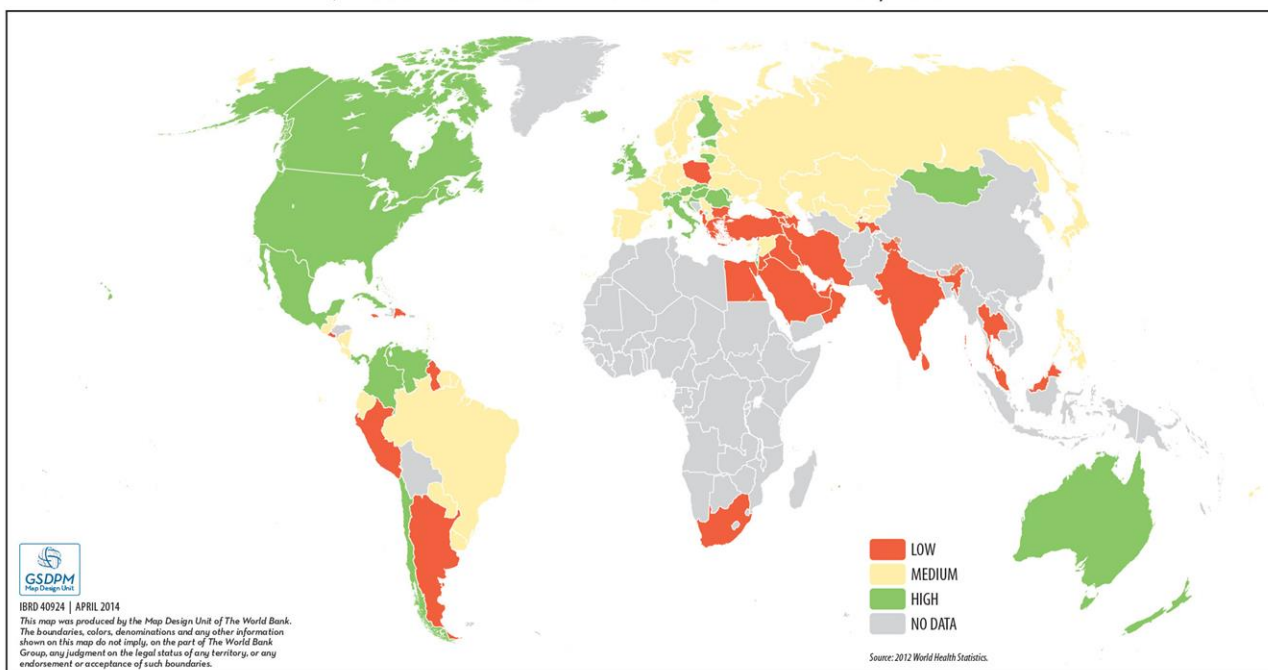 GSDPM
Map Design Unit
IBRD 40924 | APRIL 2014
This map was produced by the Map Design Unit of The World Bank.
The boundaries, colors, denominations and any other information
shown on this map do not imply, on the part of The World Bank
Group, any judgment on the legal status of any territory, or any
endorsement or acceptance of such boundaries.
LOW
MEDIUM
HIGH
NO DATA
Source: 2012 World Health Statistics.